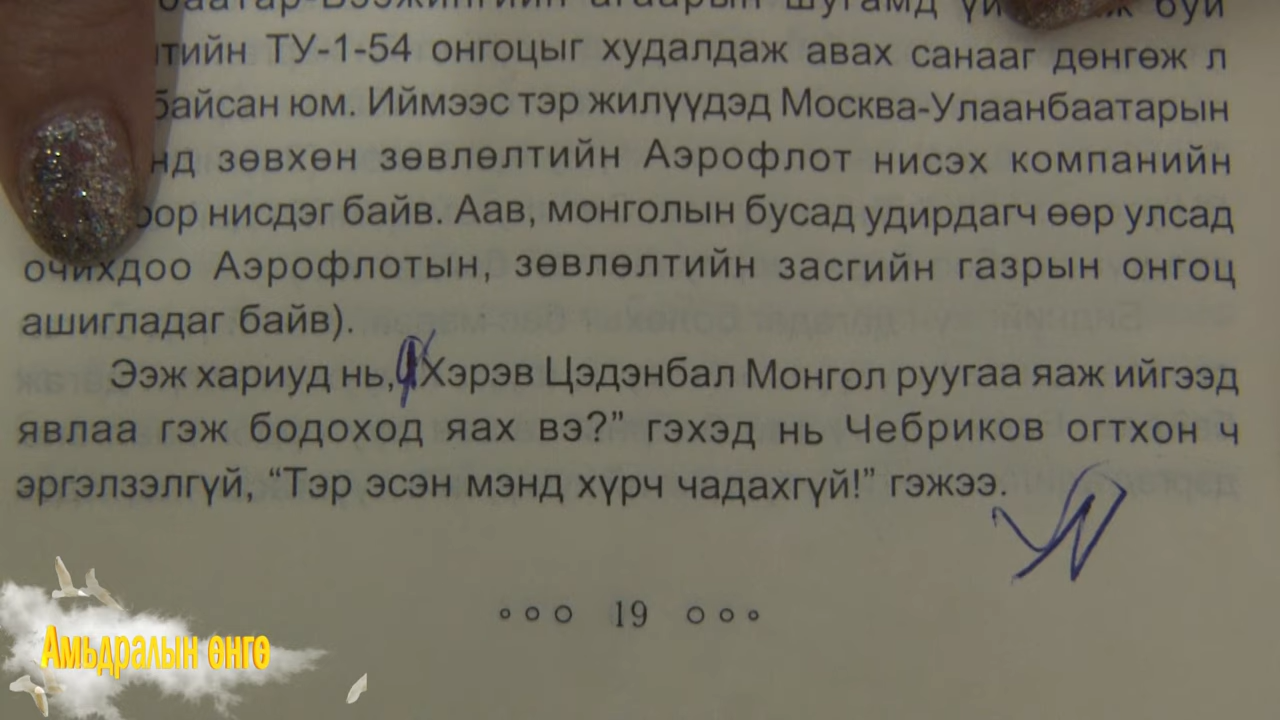 агаарын шугамд
ТУ-1-54 онгоцыг худалдаж авах санааг дөнгөж л
байсан юм. Иймээс тэр жилүүдэд Москва-Улаанбаатарын
зөвхөн зөвлөлтийн Аэрофлот нисэх компанийн
нисдэг байв. Аав, монголын бусад удирдагч өөр улсад
очихдоо Аэрофлотын, зөвлөлтийн засгийн газрын онгоц
ашигладаг байв).
Ээж хариуд нь, “Хэрэв Цэдэнбал Монгол руугаа яаж ийгээд
явлаа гэж бодоход яах вэ?” гэхэд нь Чебриков огтхон ч
эргэлзэлгүй, “Тэр эсэн мэнд хүрч чадахгүй!” гэжээ.
19
Амьдралын өнгө